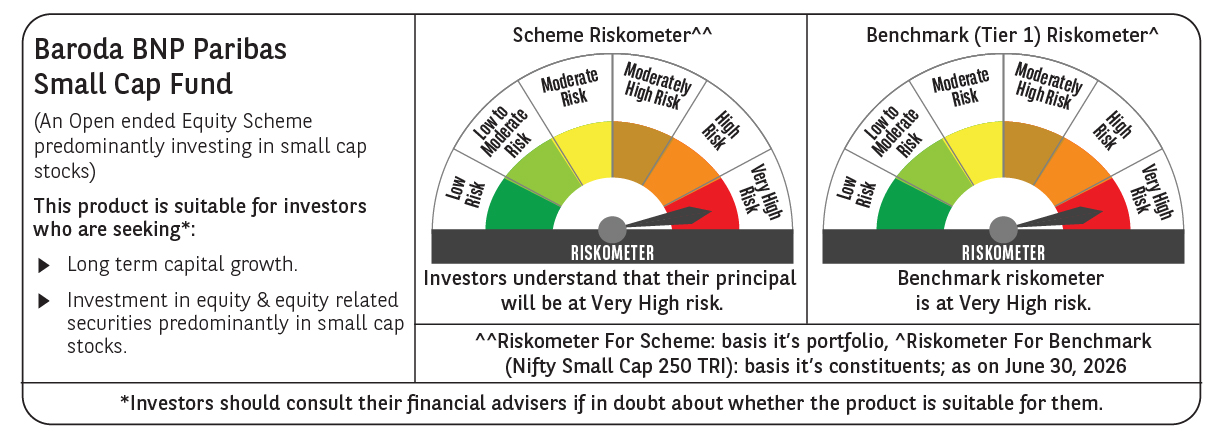 Baroda BNP Paribas
Small Cap Fund
(An Open ended Equity Scheme
predominantly investing in small cap
stocks)
This product is suitable for investors
who are seeking*:
Long term capital growth.
Investment in equity & equity related
securities predominantly in small cap
stocks.
Scheme Riskometer^^
Low
Risk
Low to
Moderate
Risk
Moderate
Risk
Moderately
High Risk
High
Risk
Very High
Risk
RISKOMETER
Investors understand that their principal
will be at Very High risk.
Benchmark (Tier 1) Riskometer^
Low
Risk
Low to
Moderate
Risk
Moderate
Risk
Moderately
High Risk
High
Risk
Very High
Risk
RISKOMETER
Benchmark riskometer
is at Very High risk.
^^Riskometer For Scheme: basis it's portfolio, ^Riskometer For Benchmark
(Nifty Small Cap 250 TRI): basis it's constituents; as on June 30, 2026
*Investors should consult their financial advisers if in doubt about whether the product is suitable for them.